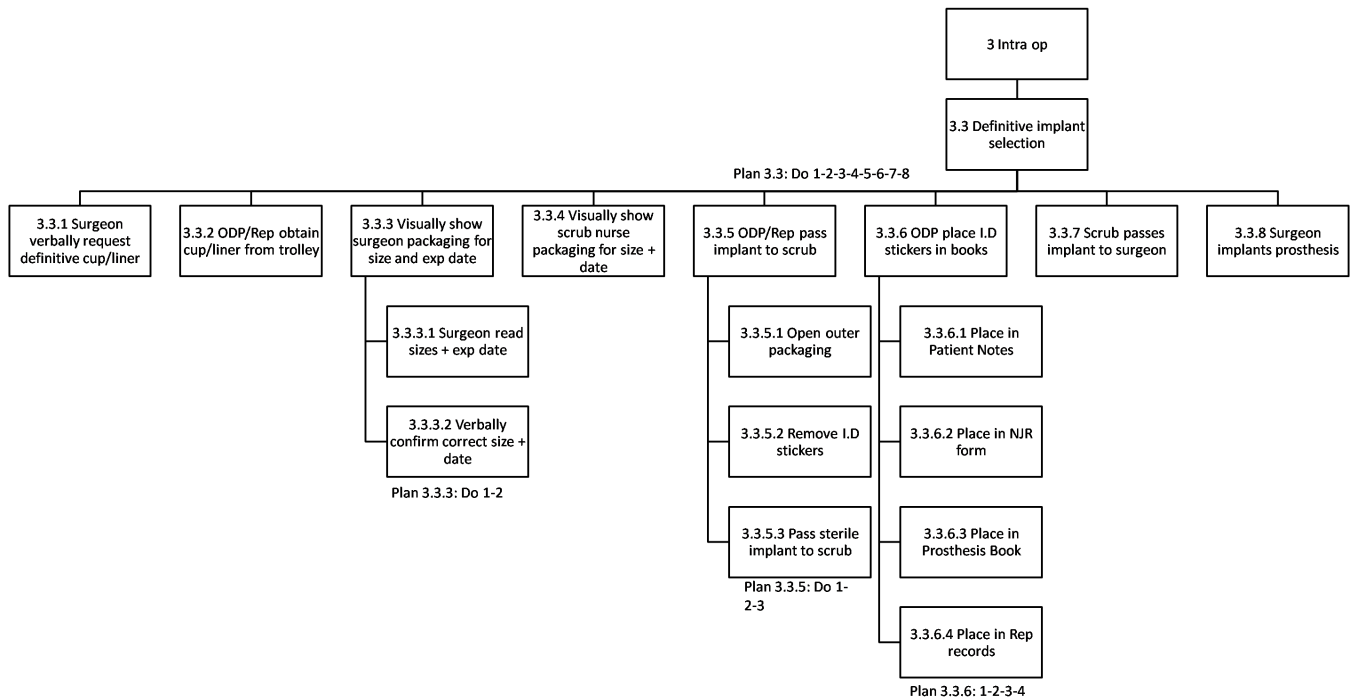 3 Intra op
3.3 Definitive implant
selection
Plan 3.3: Do 1-2-3-4-5-6-7-8
3.3.1 Surgeon
verbally request
definitive cup/liner
3.3.2 ODP/Rep obtain
cup/liner from trolley
3.3.3 Visually show
surgeon packaging for
size and exp date
3.3.4 Visually show
scrub nurse
packaging for size +
date
3.3.5 ODP/Rep pass
implant to scrub
3.3.6 ODP place I.D
stickers in books
3.3.7 Scrub passes
implant to surgeon
3.3.8 Surgeon
implants prosthesis
3.3.3.1 Surgeon read
sizes + exp date
3.3.3.2 Verbally
confirm correct size +
date
Plan 3.3.3: Do 1-2
3.3.5.1 Open outer
packaging
3.3.5.2 Remove I.D
stickers
3.3.5.3 Pass sterile
implant to scrub
Plan 3.3.5: Do 1-
2-3
3.3.6.1 Place in
Patient Notes
3.3.6.2 Place in NJR
form
3.3.6.3 Place in
Prosthesis Book
3.3.6.4 Place in Rep
records
Plan 3.3.6: 1-2-3-4